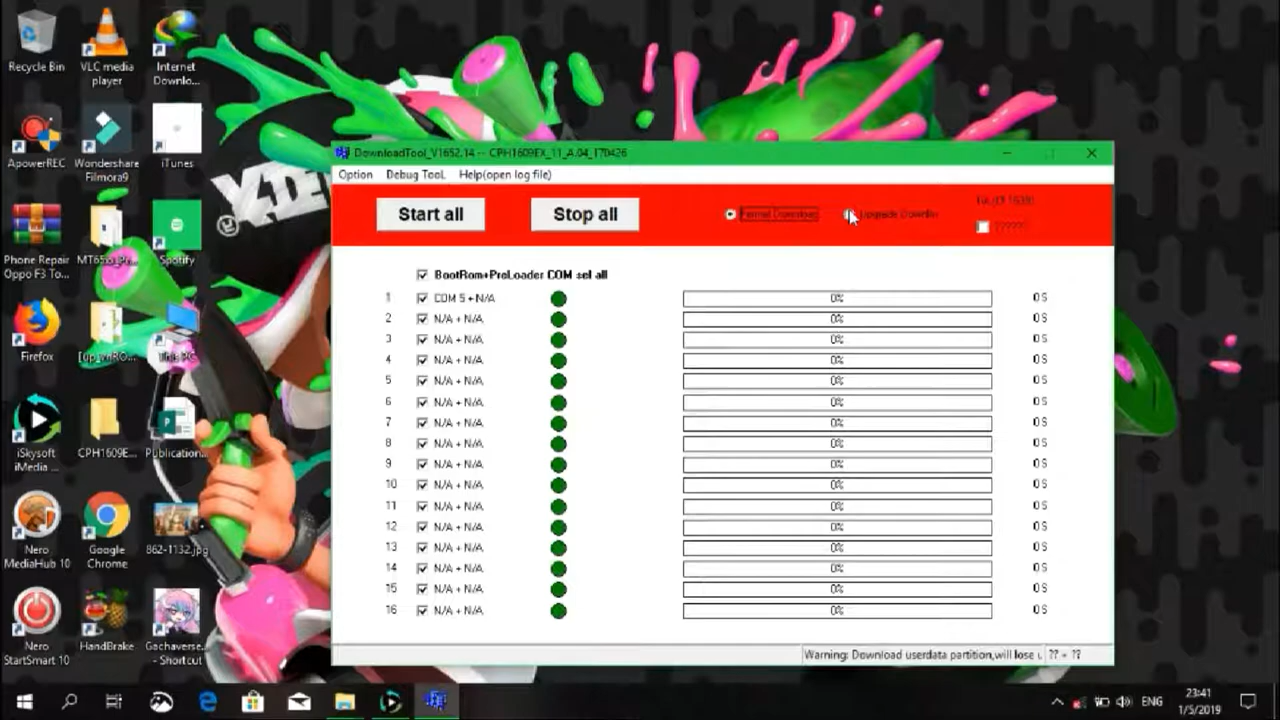 Recycle Bin
VLC media player
Internet Downlo...
ApowerREC
Wondershare Filmora9
iTunes
Phone Repair Oppo F3 To...
Spotify
Firefox
This PC
iSkysoft iMedia ...
CPH1609E...
Publication...
Nero MediaHub 10
Google Chrome
862-1132.jpg
Nero StartSmart 10
HandBrake
Gachaverse... - Shortcut
DownloadTool_V1652.14 -- CPH1609EX_11_A.04_170426
Option Debug Tool. Help(open log file)
Start all Stop all Format Download Upgrade Downlo
??????
BootRom+PreLoader COM sel all
1 COM 5 + N/A 0% 0 S
2 N/A + N/A 0% 0 S
3 N/A + N/A 0% 0 S
4 N/A + N/A 0% 0 S
5 N/A + N/A 0% 0 S
6 N/A + N/A 0% 0 S
7 N/A + N/A 0% 0 S
8 N/A + N/A 0% 0 S
9 N/A + N/A 0% 0 S
10 N/A + N/A 0% 0 S
11 N/A + N/A 0% 0 S
12 N/A + N/A 0% 0 S
13 N/A + N/A 0% 0 S
14 N/A + N/A 0% 0 S
15 N/A + N/A 0% 0 S
16 N/A + N/A 0% 0 S
Warning: Download userdata partition,will lose ?? + ??
ENG
23:41
1/5/2019